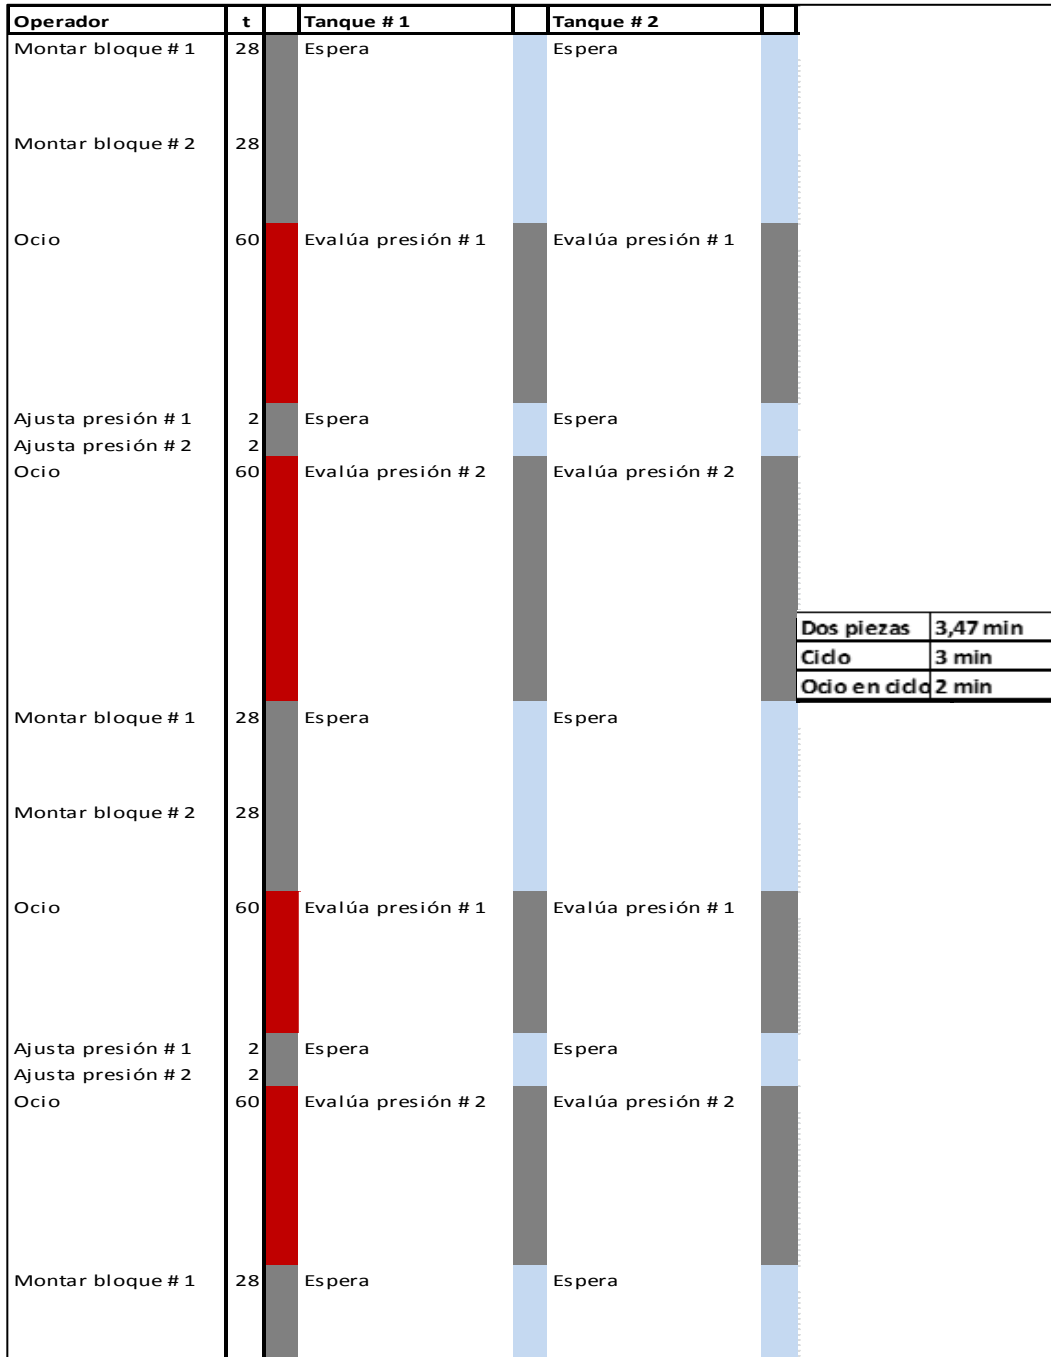 Operador t Tanque # 1 Tanque # 2
Montar bloque # 1 28 Espera Espera
Montar bloque # 2 28
Ocio 60 Evalúa presión # 1 Evalúa presión # 1
Ajusta presión # 1 2 Espera Espera
Ajusta presión # 2 2
Ocio 60 Evalúa presión # 2 Evalúa presión # 2
Dos piezas 3,47 min
Ciclo 3 min
Ocio en ciclo 2 min
Montar bloque # 1 28 Espera Espera
Montar bloque # 2 28
Ocio 60 Evalúa presión # 1 Evalúa presión # 1
Ajusta presión # 1 2 Espera Espera
Ajusta presión # 2 2
Ocio 60 Evalúa presión # 2 Evalúa presión # 2
Montar bloque # 1 28 Espera Espera